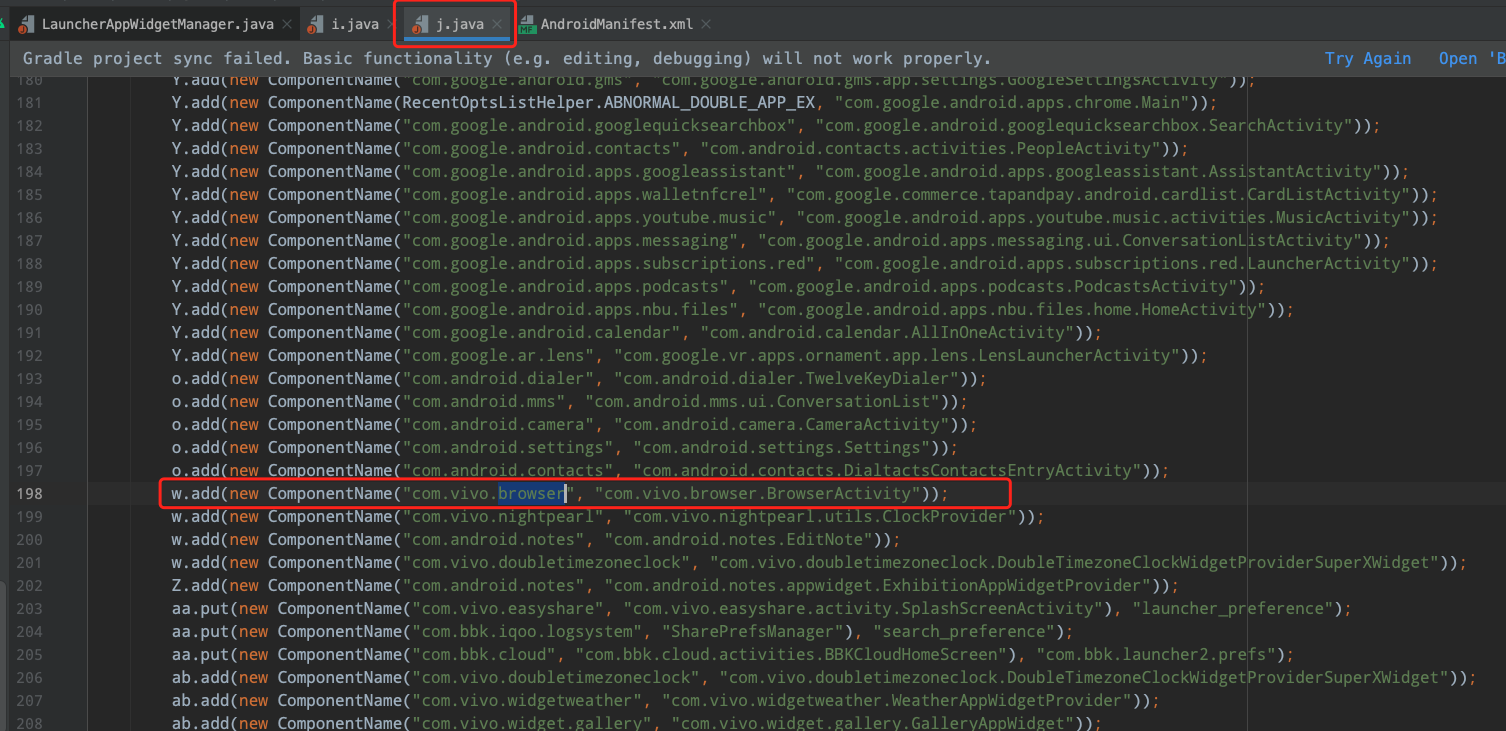 LauncherAppWidgetManager.java i.java j.java AndroidManifest.xml
Gradle project sync failed. Basic functionality (e.g. editing, debugging) will not work properly. Try Again Open 'B
180 Y.add(new ComponentName("com.google.android.gms", "com.google.android.gms.app.settings.GoogleSettingsActivity"));
181 Y.add(new ComponentName(RecentOptsListHelper.ABNORMAL_DOUBLE_APP_EX, "com.google.android.apps.chrome.Main"));
182 Y.add(new ComponentName("com.google.android.googlequicksearchbox", "com.google.android.googlequicksearchbox.SearchActivity"));
183 Y.add(new ComponentName("com.google.android.contacts", "com.android.contacts.activities.PeopleActivity"));
184 Y.add(new ComponentName("com.google.android.apps.googleassistant", "com.google.android.apps.googleassistant.AssistantActivity"));
185 Y.add(new ComponentName("com.google.android.apps.walletnfcrel", "com.google.commerce.tapandpay.android.cardlist.CardListActivity"));
186 Y.add(new ComponentName("com.google.android.apps.youtube.music", "com.google.android.apps.youtube.music.activities.MusicActivity"));
187 Y.add(new ComponentName("com.google.android.apps.messaging", "com.google.android.apps.messaging.ui.ConversationListActivity"));
188 Y.add(new ComponentName("com.google.android.apps.subscriptions.red", "com.google.android.apps.subscriptions.red.LauncherActivity"));
189 Y.add(new ComponentName("com.google.android.apps.podcasts", "com.google.android.apps.podcasts.PodcastsActivity"));
190 Y.add(new ComponentName("com.google.android.apps.nbu.files", "com.google.android.apps.nbu.files.home.HomeActivity"));
191 Y.add(new ComponentName("com.google.android.calendar", "com.android.calendar.AllInOneActivity"));
192 Y.add(new ComponentName("com.google.ar.lens", "com.google.vr.apps.ornament.app.lens.LensLauncherActivity"));
193 o.add(new ComponentName("com.android.dialer", "com.android.dialer.TwelveKeyDialer"));
194 o.add(new ComponentName("com.android.mms", "com.android.mms.ui.ConversationList"));
195 o.add(new ComponentName("com.android.camera", "com.android.camera.CameraActivity"));
196 o.add(new ComponentName("com.android.settings", "com.android.settings.Settings"));
197 o.add(new ComponentName("com.android.contacts", "com.android.contacts.DialtactsContactsEntryActivity"));
198 w.add(new ComponentName("com.vivo.browser", "com.vivo.browser.BrowserActivity"));
199 w.add(new ComponentName("com.vivo.nightpearl", "com.vivo.nightpearl.utils.ClockProvider"));
200 w.add(new ComponentName("com.android.notes", "com.android.notes.EditNote"));
201 w.add(new ComponentName("com.vivo.doubletimezoneclock", "com.vivo.doubletimezoneclock.DoubleTimezoneClockWidgetProviderSuperXWidget"));
202 Z.add(new ComponentName("com.android.notes", "com.android.notes.appwidget.ExhibitionAppWidgetProvider"));
203 aa.put(new ComponentName("com.vivo.easyshare", "com.vivo.easyshare.activity.SplashScreenActivity"), "launcher_preference");
204 aa.put(new ComponentName("com.bbk.iqoo.logsystem", "SharePrefsManager"), "search_preference");
205 aa.put(new ComponentName("com.bbk.cloud", "com.bbk.cloud.activities.BBKCloudHomeScreen"), "com.bbk.launcher2.prefs");
206 ab.add(new ComponentName("com.vivo.doubletimezoneclock", "com.vivo.doubletimezoneclock.DoubleTimezoneClockWidgetProviderSuperXWidget"));
207 ab.add(new ComponentName("com.vivo.widgetweather", "com.vivo.widgetweather.WeatherAppWidgetProvider"));
208 ab.add(new ComponentName("com.vivo.widget.gallery", "com.vivo.widget.gallery.GalleryAppWidget"));